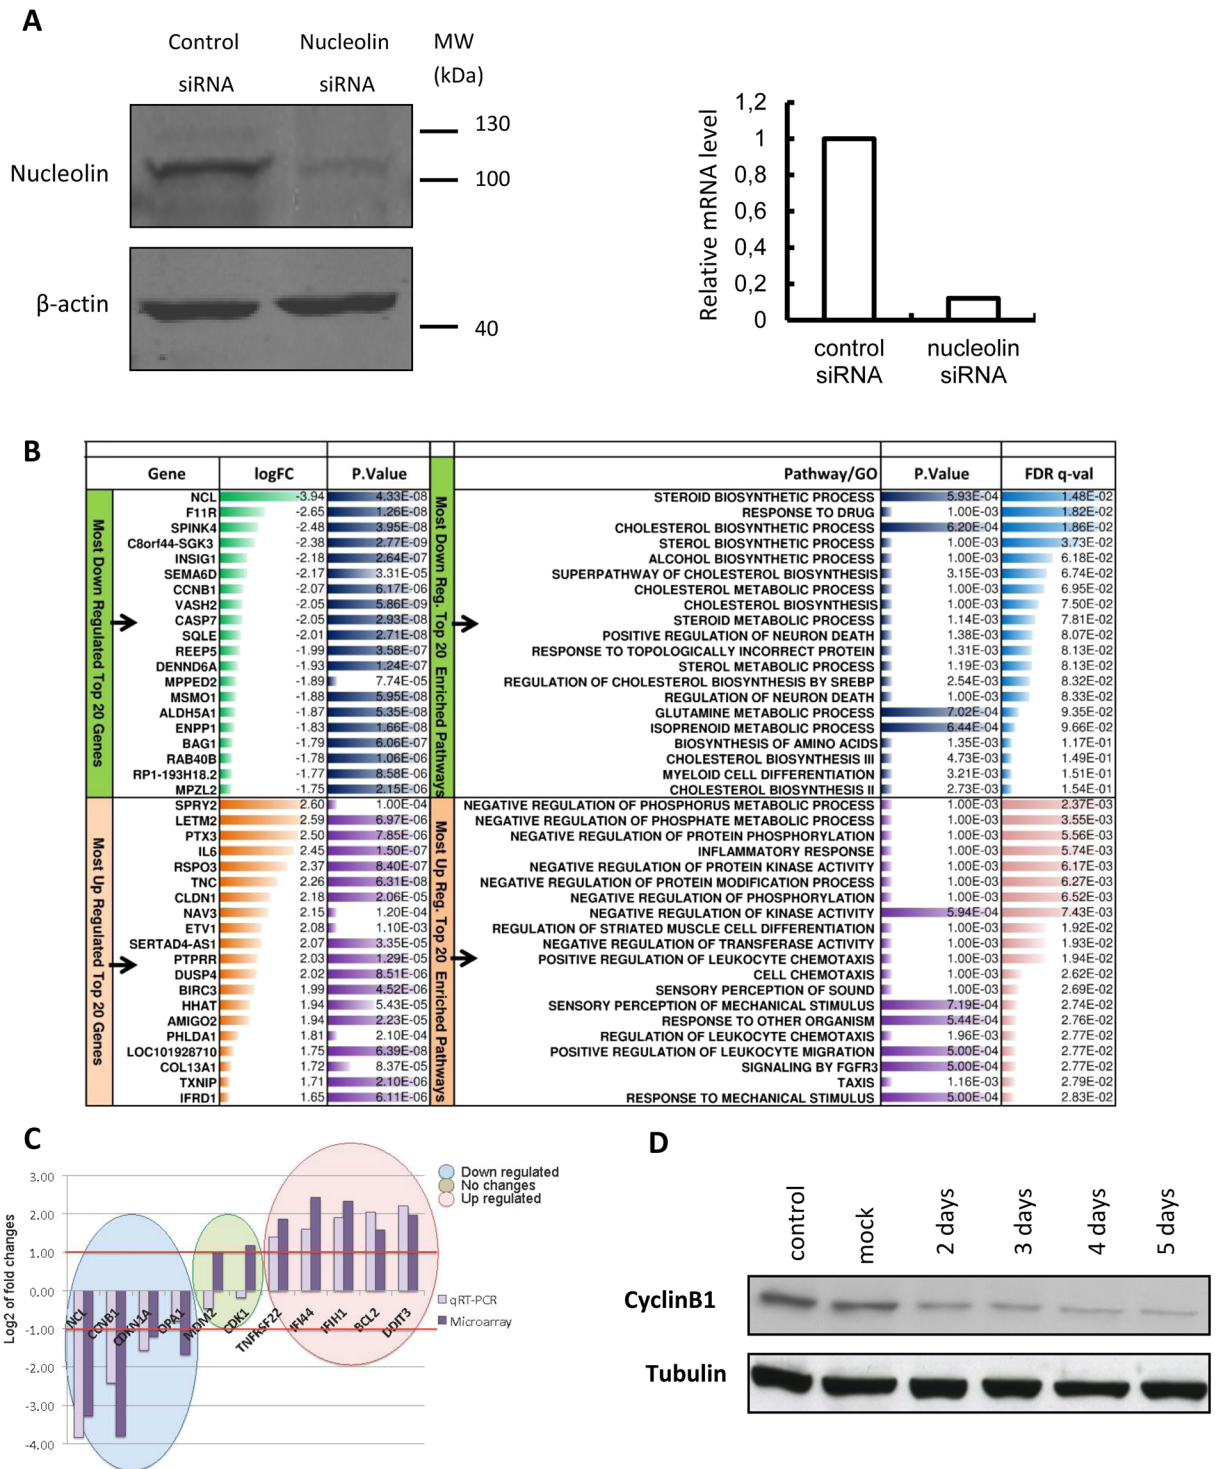 A
Control siRNA
Nucleolin siRNA
MW (kDa)
Nucleolin
130
100
β-actin
40
Relative mRNA level
1,2
1
0,8
0,6
0,4
0,2
0
control siRNA
nucleolin siRNA
B
Gene logFC P.Value Pathway/GO P.Value FDR q-val
Most Down Regulated Top 20 Genes
Most Down Reg. Top 20 Enriched Pathways
NCL -3.94 4.33E-08 STEROID BIOSYNTHETIC PROCESS 5.93E-04 1.48E-02
F11R -2.65 1.26E-08 RESPONSE TO DRUG 1.00E-03 1.82E-02
SPINK4 -2.48 3.95E-08 CHOLESTEROL BIOSYNTHETIC PROCESS 6.20E-04 1.86E-02
C8orf44-SGK3 -2.38 2.77E-09 STEROL BIOSYNTHETIC PROCESS 1.00E-03 3.73E-02
INSIG1 -2.18 2.64E-07 ALCOHOL BIOSYNTHETIC PROCESS 1.00E-03 6.18E-02
SEMA6D -2.17 3.31E-05 SUPERPATHWAY OF CHOLESTEROL BIOSYNTHESIS 3.15E-03 6.74E-02
CCNB1 -2.07 6.17E-06 CHOLESTEROL METABOLIC PROCESS 1.00E-03 6.95E-02
VASH2 -2.05 5.86E-09 CHOLESTEROL BIOSYNTHESIS 1.00E-03 7.50E-02
CASP7 -2.05 2.93E-08 STEROID METABOLIC PROCESS 1.14E-03 7.81E-02
SQLE -2.01 2.71E-08 POSITIVE REGULATION OF NEURON DEATH 1.38E-03 8.07E-02
REEP5 -1.99 3.58E-07 RESPONSE TO TOPOLOGICALLY INCORRECT PROTEIN 1.31E-03 8.13E-02
DENND6A -1.93 1.24E-07 STEROL METABOLIC PROCESS 1.19E-03 8.13E-02
MPPED2 -1.89 7.74E-05 REGULATION OF CHOLESTEROL BIOSYNTHESIS BY SREBP 2.54E-03 8.32E-02
MSMO1 -1.88 5.95E-08 REGULATION OF NEURON DEATH 1.00E-03 8.33E-02
ALDH5A1 -1.87 5.35E-08 GLUTAMINE METABOLIC PROCESS 7.02E-04 9.35E-02
ENPP1 -1.83 1.66E-08 ISOPRENOID METABOLIC PROCESS 6.44E-04 9.66E-02
BAG1 -1.79 6.06E-07 BIOSYNTHESIS OF AMINO ACIDS 1.35E-03 1.17E-01
RAB40B -1.78 1.06E-06 CHOLESTEROL BIOSYNTHESIS III 4.73E-03 1.49E-01
RP1-193H18.2 -1.77 8.58E-06 MYELOID CELL DIFFERENTIATION 3.21E-03 1.51E-01
MPZL2 -1.75 2.15E-06 CHOLESTEROL BIOSYNTHESIS II 2.73E-03 1.54E-01
Most Up Regulated Top 20 Genes
Most Up Reg. Top 20 Enriched Pathways
SPRY2 2.60 1.00E-04 NEGATIVE REGULATION OF PHOSPHORUS METABOLIC PROCESS 1.00E-03 2.37E-03
LETM2 2.59 6.97E-06 NEGATIVE REGULATION OF PHOSPHATE METABOLIC PROCESS 1.00E-03 3.55E-03
PTX3 2.50 7.85E-06 NEGATIVE REGULATION OF PROTEIN PHOSPHORYLATION 1.00E-03 5.56E-03
IL6 2.45 1.50E-07 INFLAMMATORY RESPONSE 1.00E-03 5.74E-03
RSPO3 2.37 8.40E-07 NEGATIVE REGULATION OF PROTEIN KINASE ACTIVITY 1.00E-03 6.17E-03
TNC 2.26 6.31E-08 NEGATIVE REGULATION OF PROTEIN MODIFICATION PROCESS 1.00E-03 6.27E-03
CLDN1 2.18 2.06E-05 NEGATIVE REGULATION OF PHOSPHORYLATION 1.00E-03 6.52E-03
NAV3 2.15 1.20E-04 NEGATIVE REGULATION OF KINASE ACTIVITY 5.94E-04 7.43E-03
ETV1 2.08 1.10E-03 REGULATION OF STRIATED MUSCLE CELL DIFFERENTIATION 1.00E-03 1.92E-02
SERTAD4-AS1 2.07 3.35E-05 NEGATIVE REGULATION OF TRANSFERASE ACTIVITY 1.00E-03 1.93E-02
PTPRR 2.03 1.29E-05 POSITIVE REGULATION OF LEUKOCYTE CHEMOTAXIS 1.00E-03 1.94E-02
DUSP4 2.02 8.51E-06 CELL CHEMOTAXIS 1.00E-03 2.62E-02
BIRC3 1.99 4.52E-06 SENSORY PERCEPTION OF SOUND 1.00E-03 2.69E-02
HHAT 1.94 5.43E-05 SENSORY PERCEPTION OF MECHANICAL STIMULUS 7.19E-04 2.74E-02
AMIGO2 1.94 2.23E-05 RESPONSE TO OTHER ORGANISM 5.44E-04 2.76E-02
PHLDA1 1.81 2.10E-04 REGULATION OF LEUKOCYTE CHEMOTAXIS 1.96E-03 2.77E-02
LOC101928710 1.75 6.39E-08 POSITIVE REGULATION OF LEUKOCYTE MIGRATION 5.00E-04 2.77E-02
COL13A1 1.72 8.37E-05 SIGNALING BY FGFR3 5.00E-04 2.77E-02
TXNIP 1.71 2.10E-06 TAXIS 1.16E-03 2.79E-02
IFRD1 1.65 6.11E-06 RESPONSE TO MECHANICAL STIMULUS 5.00E-04 2.83E-02
C
Log2 of fold changes
3.00
2.00
1.00
0.00
-1.00
-2.00
-3.00
-4.00
NCL
CCNB1
CDKN1A
OPA1
MDM2
CDK1
TNFRSF22
IFI44
IFIH1
BCL2
DDIT3
Down regulated
No changes
Up regulated
qRT-PCR
Microarray
D
control
mock
2 days
3 days
4 days
5 days
CyclinB1
Tubulin